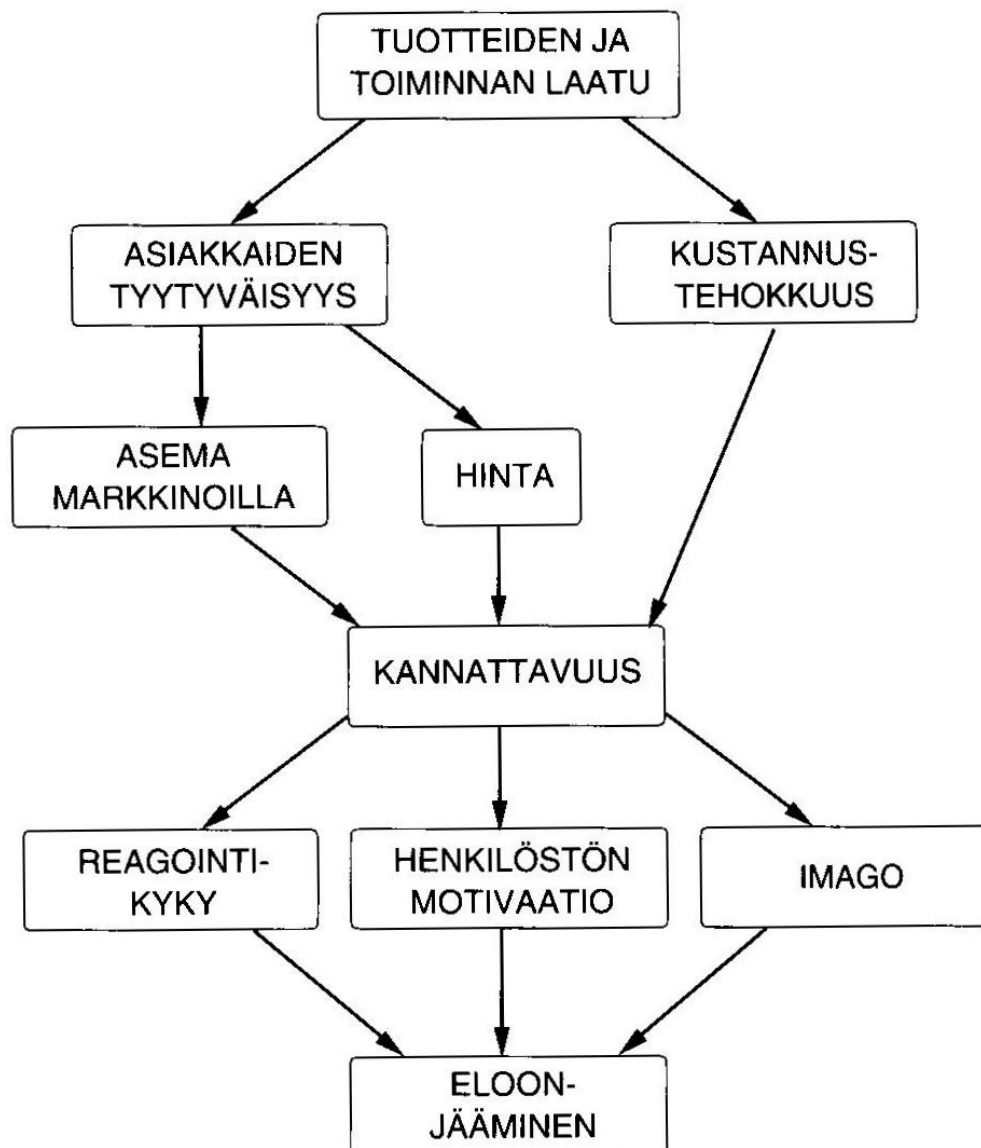 TUOTTEIDEN JA
TOIMINNAN LAATU
ASIAKKAIDEN
TYYTYVÄISYYS
KUSTANNUS-
TEHOKKUUS
ASEMA
MARKKINOILLA
HINTA
KANNATTAVUUS
REAGOINTI-
KYKY
HENKILÖSTÖN
MOTIVAATIO
IMAGO
ELOON-
JÄÄMINEN